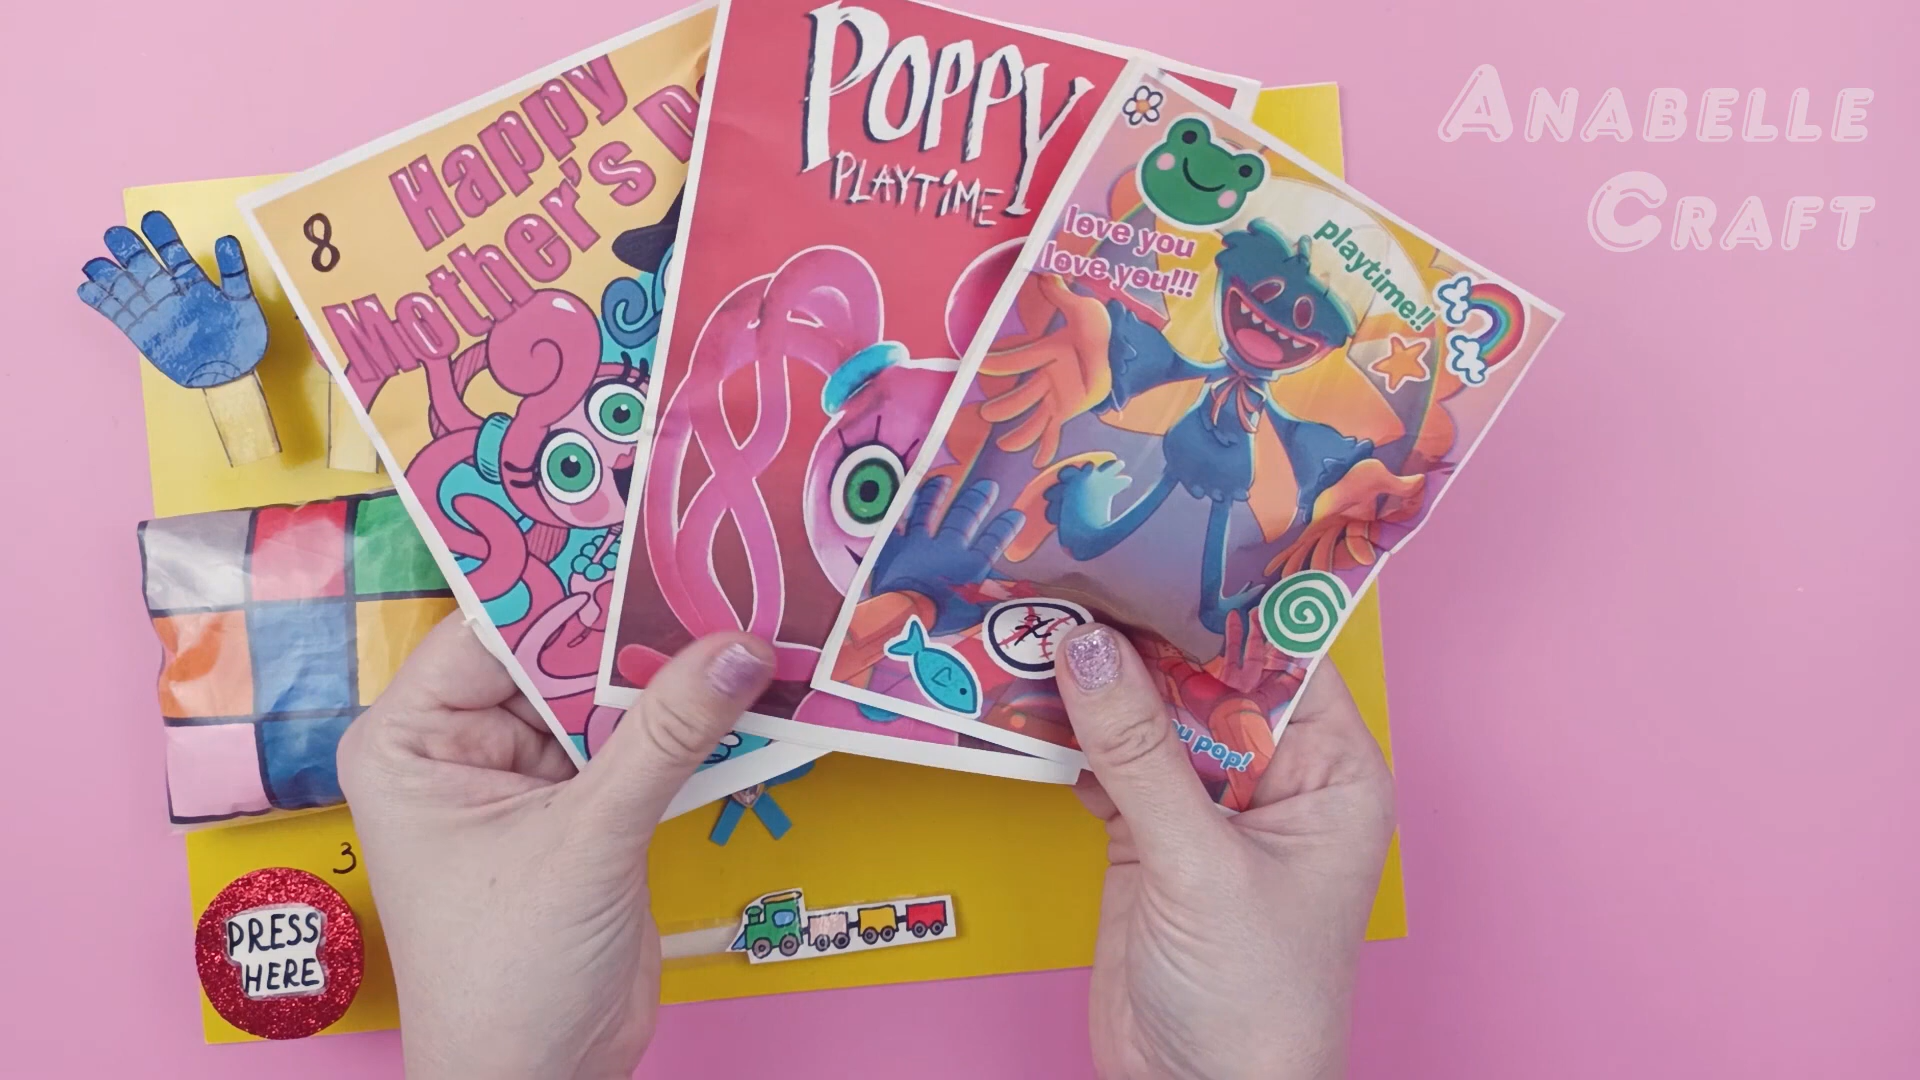 ANABELLE
CRAFT
8
Happy
Mother's
POPPY
PLAYTIME
love you
love you!!!
playtime!!
pop!
3
PRESS
HERE